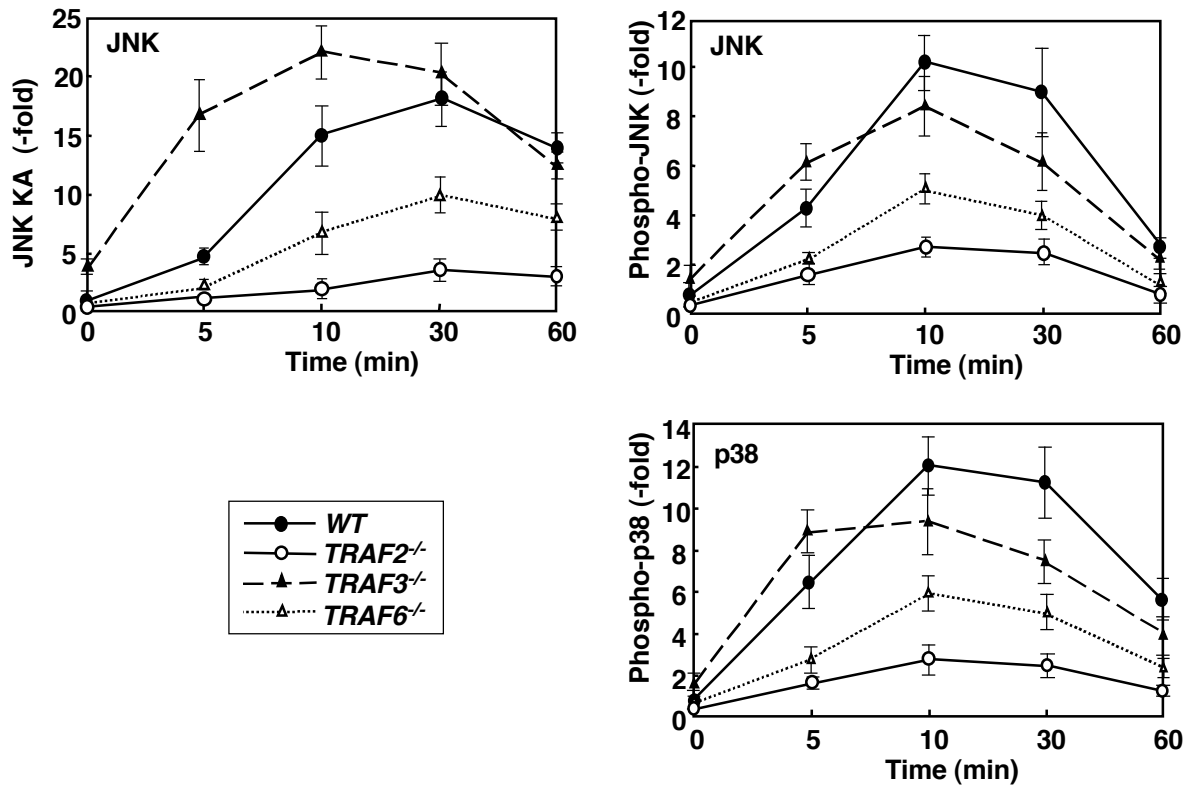 JNK
JNK KA (-fold)
25
20
15
10
5
0
0 5 10 30 60
Time (min)
JNK
Phospho-JNK (-fold)
12
10
8
6
4
2
0
0 5 10 30 60
Time (min)
WT
TRAF2-/-
TRAF3-/-
TRAF6-/-
p38
Phospho-p38 (-fold)
14
12
10
8
6
4
2
0
0 5 10 30 60
Time (min)